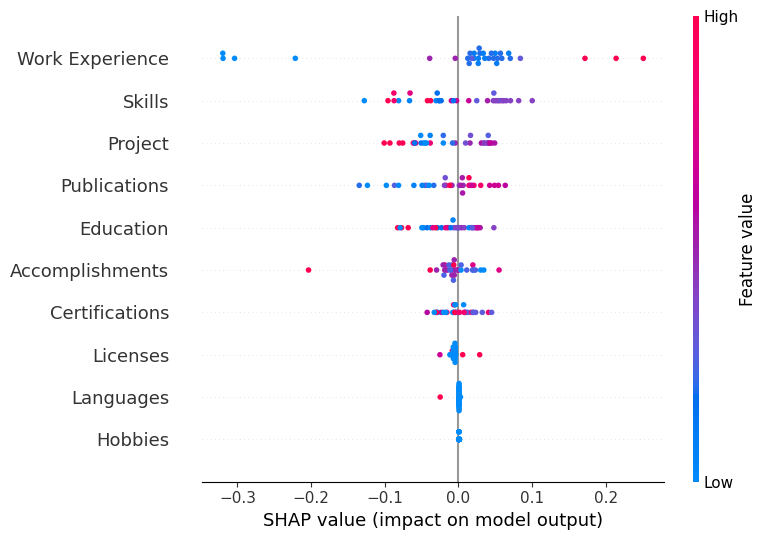 High
Work Experience
Skills
Project
Publications
Education
Accomplishments
Certifications
Licenses
Languages
Hobbies
Feature value
Low
−0.3 −0.2 −0.1 0.0 0.1 0.2
SHAP value (impact on model output)